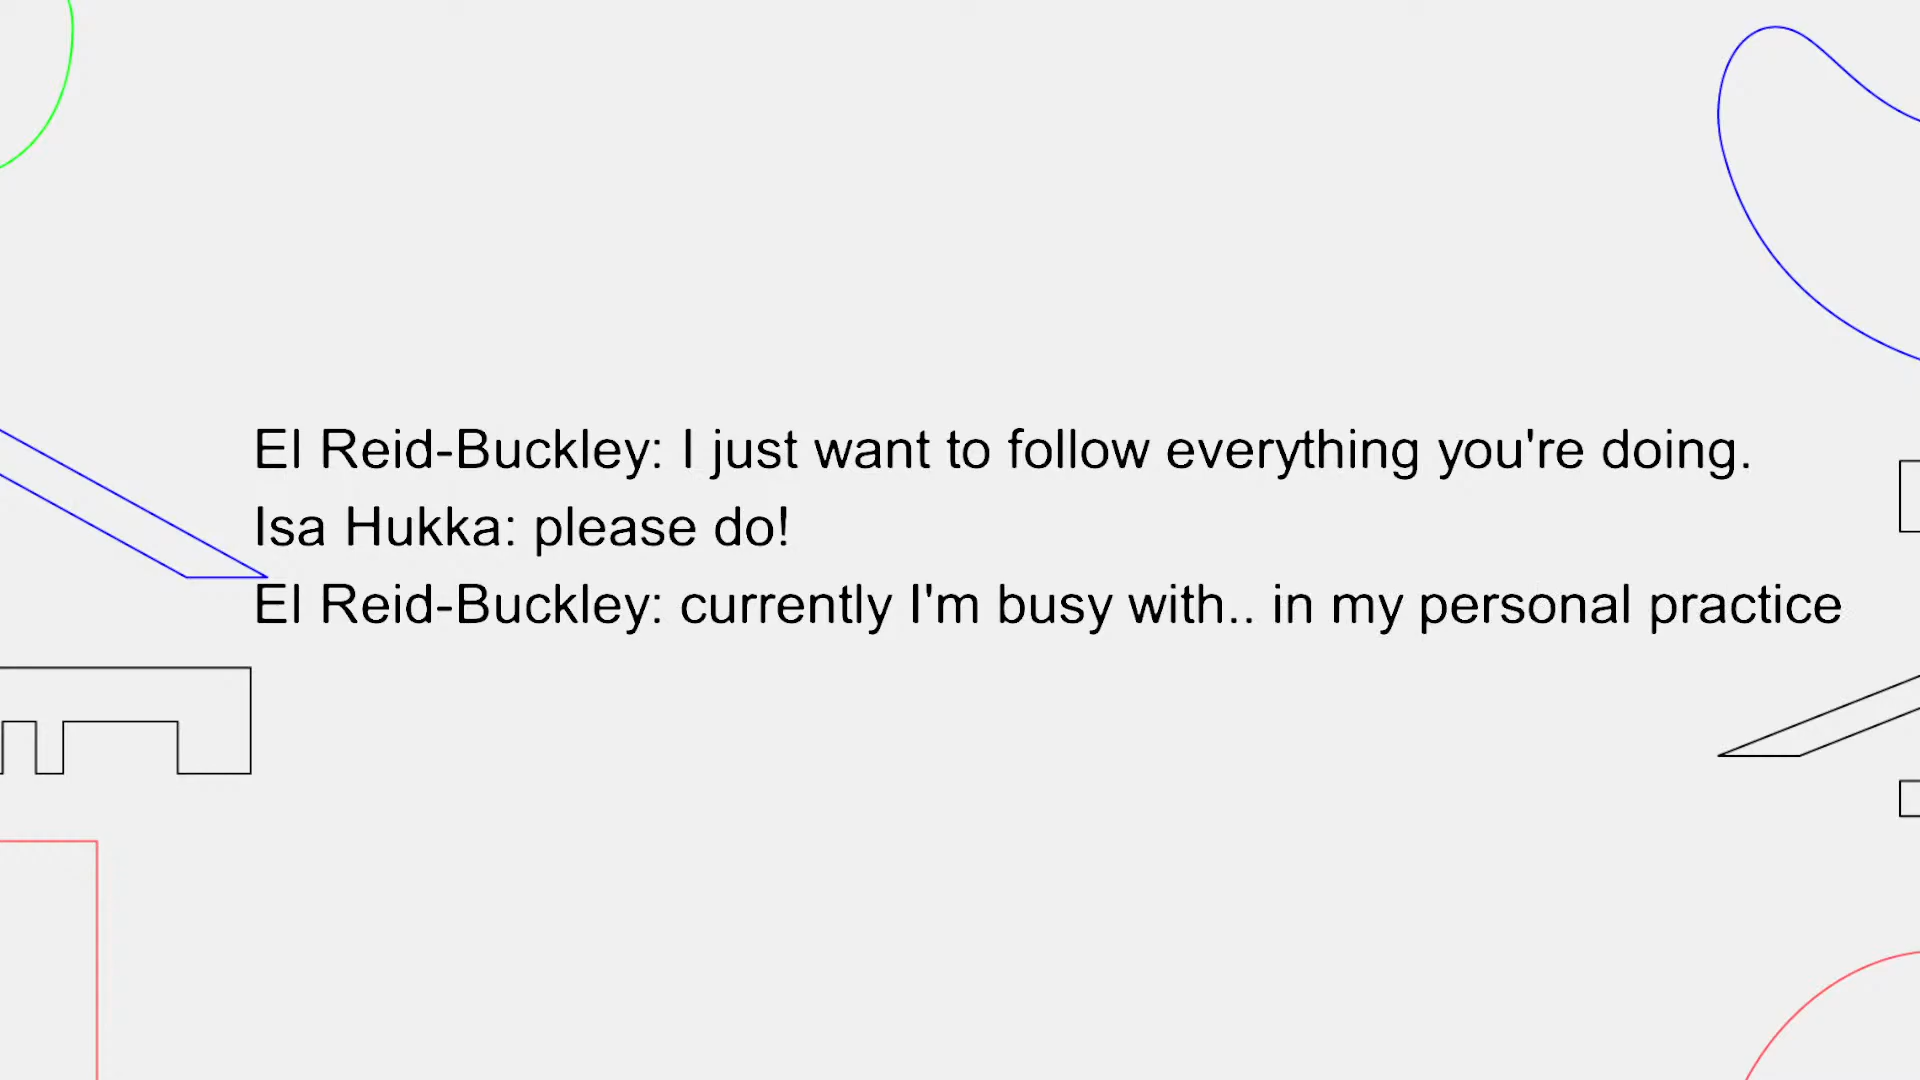 El Reid-Buckley: I just want to follow everything you're doing.
Isa Hukka: please do!
El Reid-Buckley: currently I'm busy with.. in my personal practice